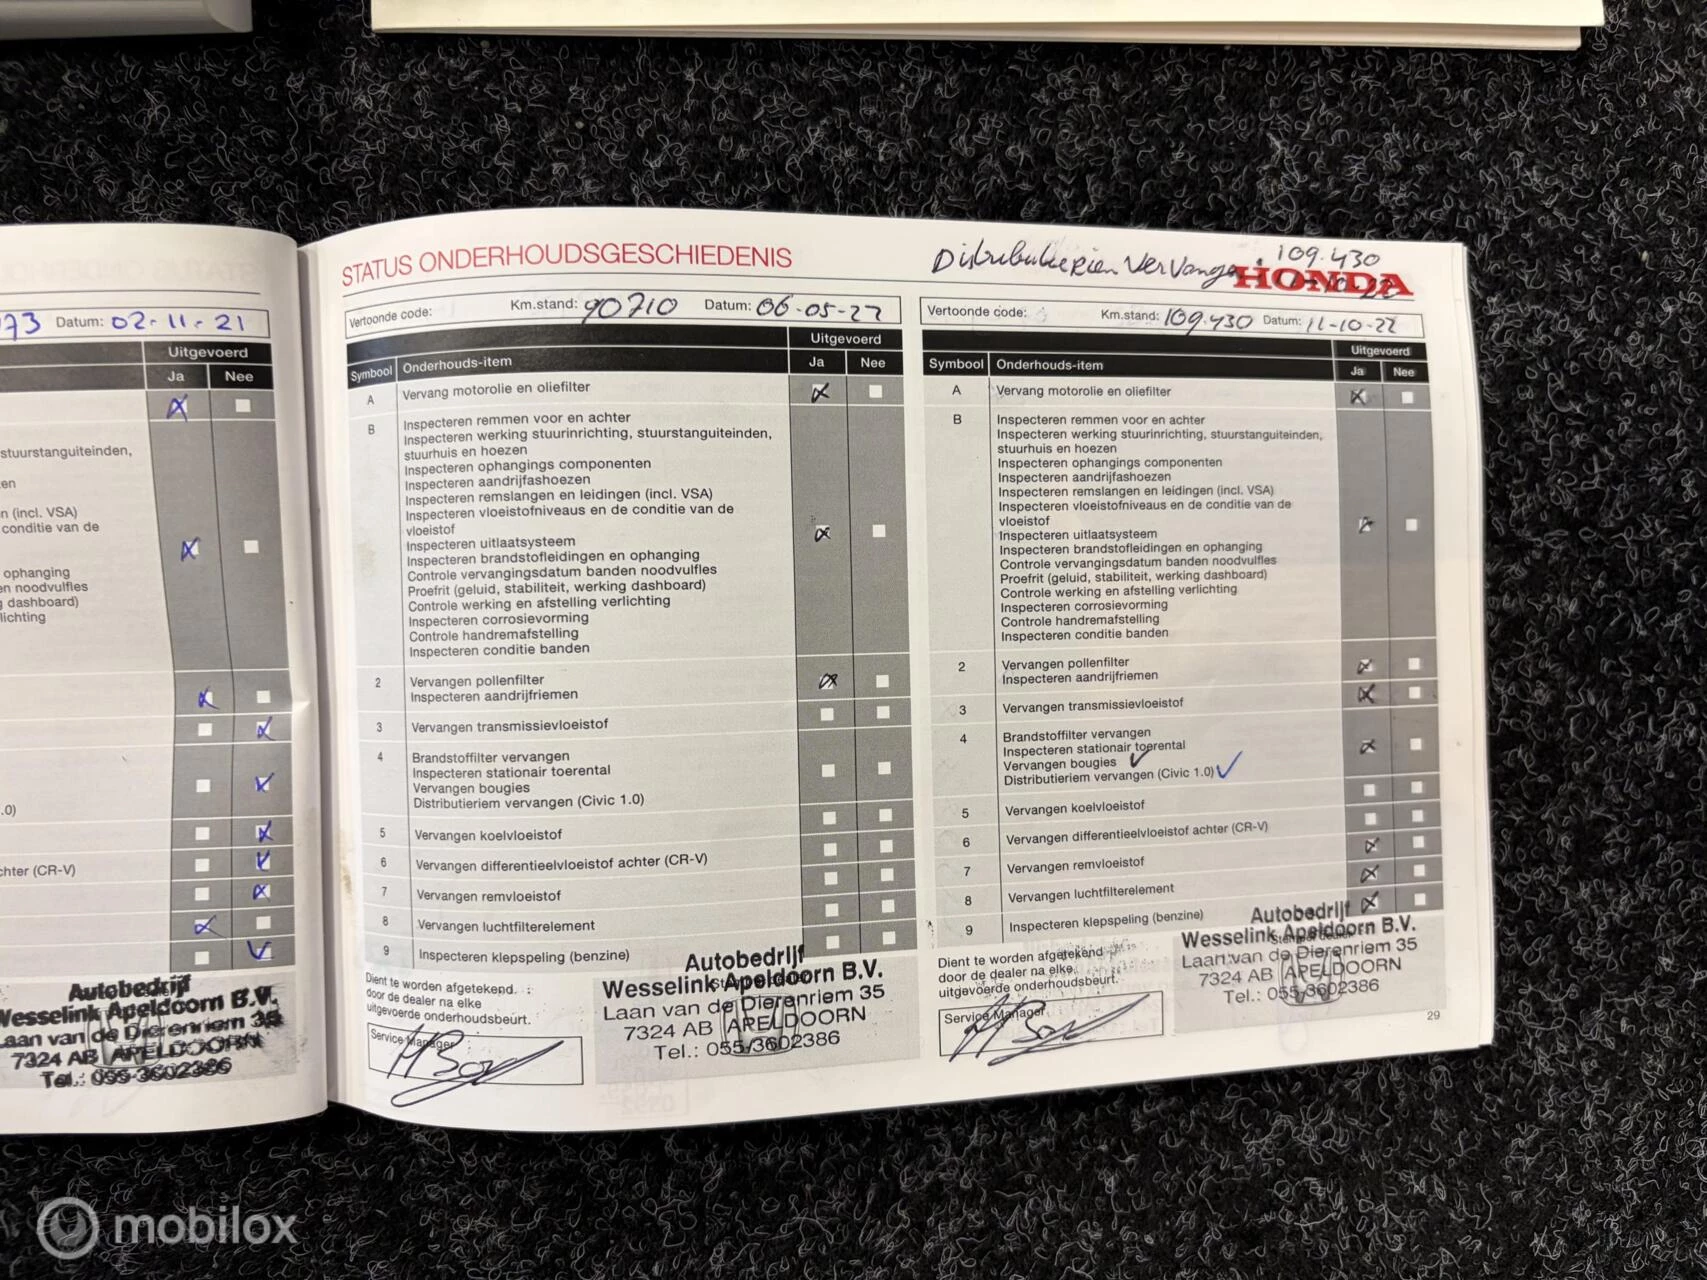 73 Datum: 02-11-21
Uitgevoerd
Ja Nee
stuurstanguiteinden,
en
n (incl. VSA)
conditie van de
ophanging
en noodvulfles
g dashboard)
lichting
.0)
chter (CR-V)
Autobedrijf
Wesselink Apeldoorn B.V.
Laan van de Dierenriem 35
7324 AB APELDOORN
Tel.: 055-3602386
STATUS ONDERHOUDSGESCHIEDENIS
Vertoonde code: Km.stand: 90710 Datum: 06-05-22
Uitgevoerd
Symbool Onderhouds-item Ja Nee
A Vervang motorolie en oliefilter
B Inspecteren remmen voor en achter
Inspecteren werking stuurinrichting, stuurstanguiteinden,
stuurhuis en hoezen
Inspecteren ophangings componenten
Inspecteren aandrijfashoezen
Inspecteren remslangen en leidingen (incl. VSA)
Inspecteren vloeistofniveaus en de conditie van de
vloeistof
Inspecteren uitlaatsysteem
Inspecteren brandstofleidingen en ophanging
Controle vervangingsdatum banden noodvulfles
Proefrit (geluid, stabiliteit, werking dashboard)
Controle werking en afstelling verlichting
Inspecteren corrosievorming
Controle handremafstelling
Inspecteren conditie banden
2 Vervangen pollenfilter
Inspecteren aandrijfriemen
3 Vervangen transmissievloeistof
4 Brandstoffilter vervangen
Inspecteren stationair toerental
Vervangen bougies
Distributieriem vervangen (Civic 1.0)
5 Vervangen koelvloeistof
6 Vervangen differentieelvloeistof achter (CR-V)
7 Vervangen remvloeistof
8 Vervangen luchtfilterelement
9 Inspecteren klepspeling (benzine)
Dient te worden afgetekend
door de dealer na elke
uitgevoerde onderhoudsbeurt.
Service Manager
Autobedrijf
Wesselink Apeldoorn B.V.
Laan van de Dierenriem 35
7324 AB APELDOORN
Tel.: 055-3602386
Distributieriem vervangen 109.430
HONDA
Vertoonde code: Km.stand: 109.430 Datum: 11-10-22
Uitgevoerd
Symbool Onderhouds-item Ja Nee
A Vervang motorolie en oliefilter
B Inspecteren remmen voor en achter
Inspecteren werking stuurinrichting, stuurstanguiteinden,
stuurhuis en hoezen
Inspecteren ophangings componenten
Inspecteren aandrijfashoezen
Inspecteren remslangen en leidingen (incl. VSA)
Inspecteren vloeistofniveaus en de conditie van de
vloeistof
Inspecteren uitlaatsysteem
Inspecteren brandstofleidingen en ophanging
Controle vervangingsdatum banden noodvulfles
Proefrit (geluid, stabiliteit, werking dashboard)
Controle werking en afstelling verlichting
Inspecteren corrosievorming
Controle handremafstelling
Inspecteren conditie banden
2 Vervangen pollenfilter
Inspecteren aandrijfriemen
3 Vervangen transmissievloeistof
4 Brandstoffilter vervangen
Inspecteren stationair toerental
Vervangen bougies
Distributieriem vervangen (Civic 1.0)
5 Vervangen koelvloeistof
6 Vervangen differentieelvloeistof achter (CR-V)
7 Vervangen remvloeistof
8 Vervangen luchtfilterelement
9 Inspecteren klepspeling (benzine)
Dient te worden afgetekend
door de dealer na elke
uitgevoerde onderhoudsbeurt.
Service Manager
Autobedrijf
Wesselink Apeldoorn B.V.
Laan van de Dierenriem 35
7324 AB APELDOORN
Tel.: 055-3602386
29
mobilox